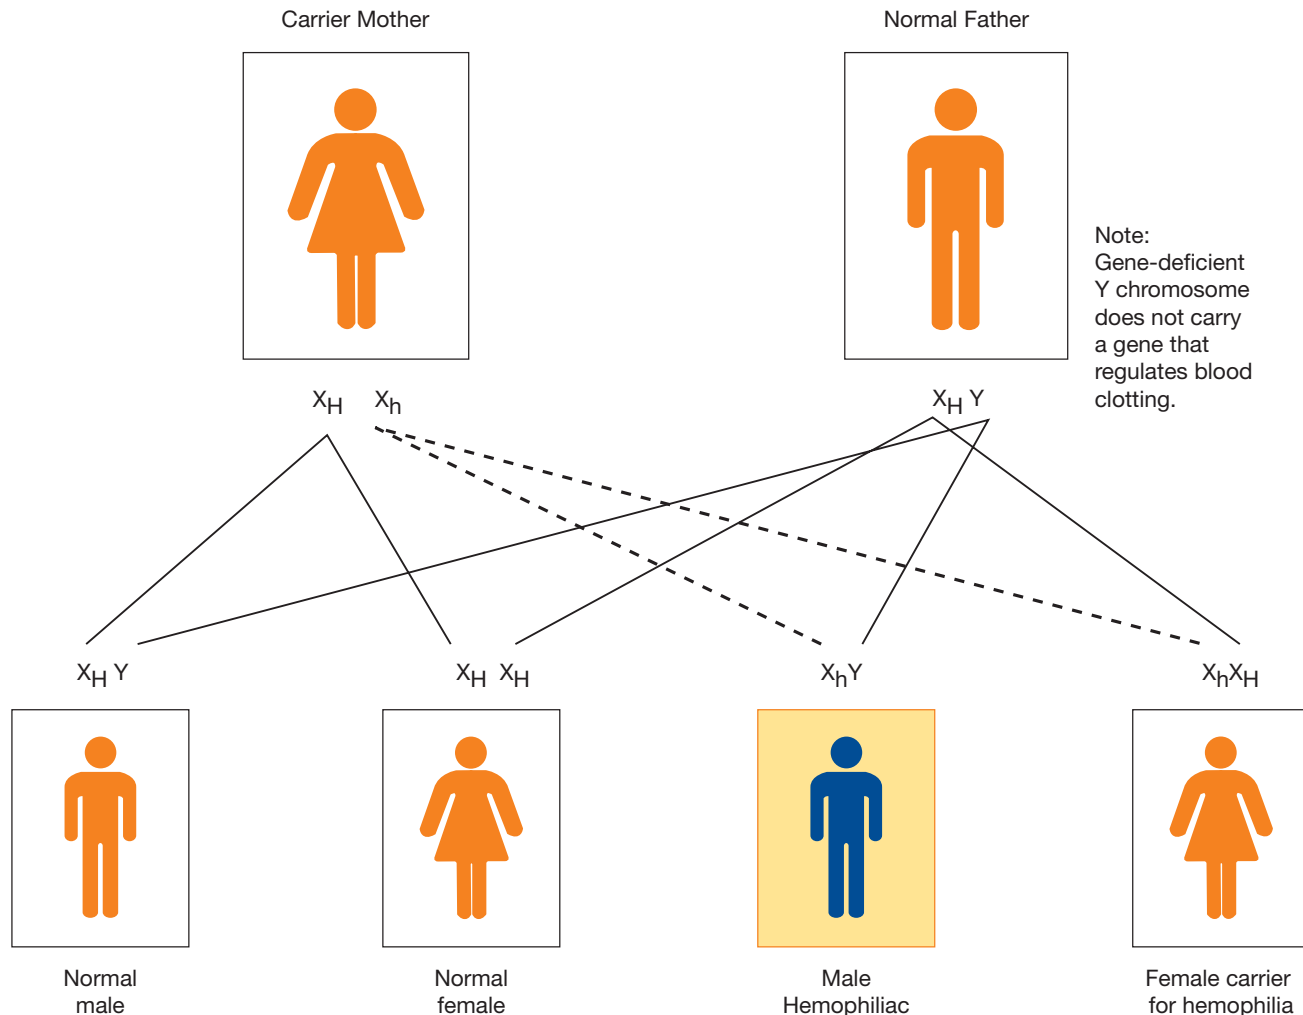 Carrier Mother
Normal Father
Note:
Gene-deficient
Y chromosome
does not carry
a gene that
regulates blood
clotting.
XH Xh
XH Y
XH Y
XH XH
XhY
XhXH
Normal
male
Normal
female
Male
Hemophiliac
Female carrier
for hemophilia